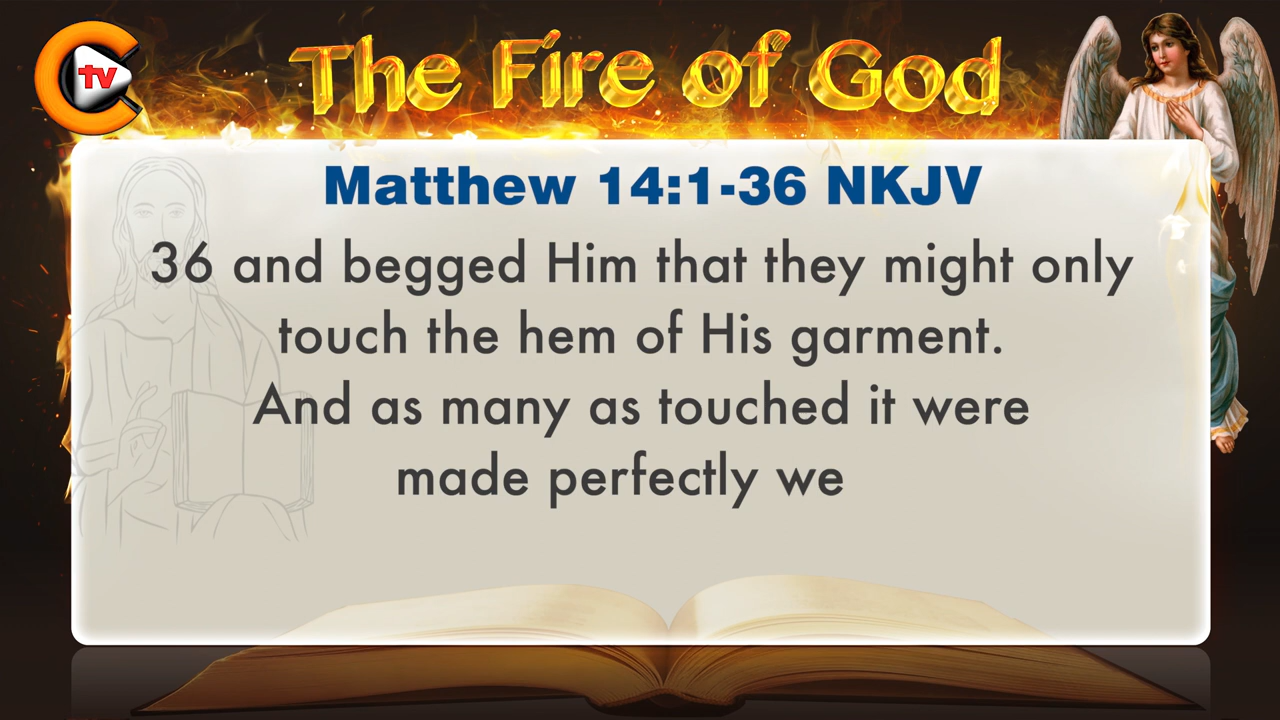 tv
The Fire of God
Matthew 14:1-36 NKJV
36 and begged Him that they might only
touch the hem of His garment.
And as many as touched it were
made perfectly we